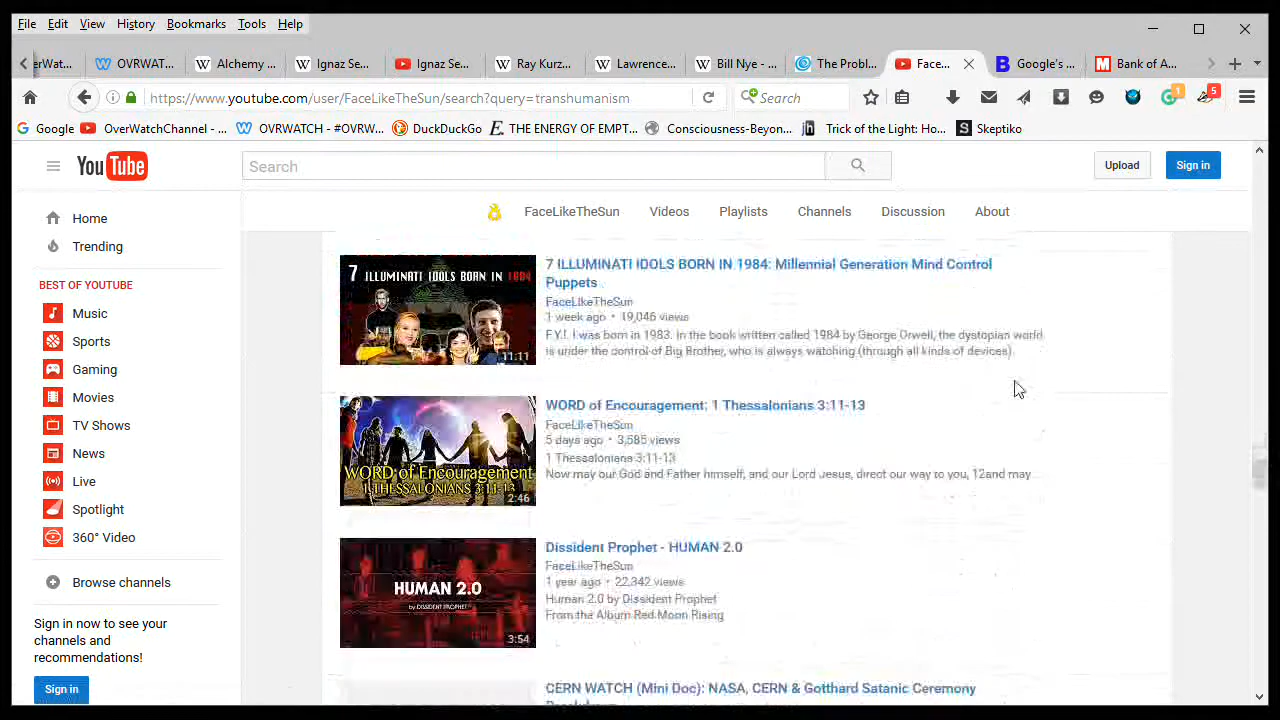 File Edit View History Bookmarks Tools Help
erWat... OVRWAT... Alchemy ... Ignaz Se... Ignaz Se... Ray Kurz... Lawrence... Bill Nye - ... The Probl... Face... Google's ... Bank of A...
https://www.youtube.com/user/FaceLikeTheSun/search?query=transhumanism Search 1 5
Google OverWatchChannel - ... OVRWATCH - #OVRW... DuckDuckGo THE ENERGY OF EMPT... Consciousness-Beyon... Trick of the Light: Ho... Skeptiko
YouTube Search Upload Sign in
FaceLikeTheSun Videos Playlists Channels Discussion About
Home
Trending
BEST OF YOUTUBE
Music
Sports
Gaming
Movies
TV Shows
News
Live
Spotlight
360° Video
Browse channels
Sign in now to see your
channels and
recommendations!
Sign in
7 ILLUMINATI IDOLS BORN IN 1984
11:11
7 ILLUMINATI IDOLS BORN IN 1984: Millennial Generation Mind Control
Puppets
FaceLikeTheSun
1 week ago • 19,046 views
F.Y.I. I was born in 1983. In the book written called 1984 by George Orwell, the dystopian world
is under the control of Big Brother, who is always watching (through all kinds of devices).
WORD of Encouragement
1 THESSALONIANS 3:11-13
2:46
WORD of Encouragement: 1 Thessalonians 3:11-13
FaceLikeTheSun
5 days ago • 3,585 views
1 Thessalonians 3:11-13
Now may our God and Father himself, and our Lord Jesus, direct our way to you, 12and may
HUMAN 2.0
by DISSIDENT PROPHET
3:54
Dissident Prophet - HUMAN 2.0
FaceLikeTheSun
1 year ago • 22,342 views
Human 2.0 by Dissident Prophet
From the Album Red Moon Rising
CERN WATCH (Mini Doc): NASA, CERN & Gotthard Satanic Ceremony